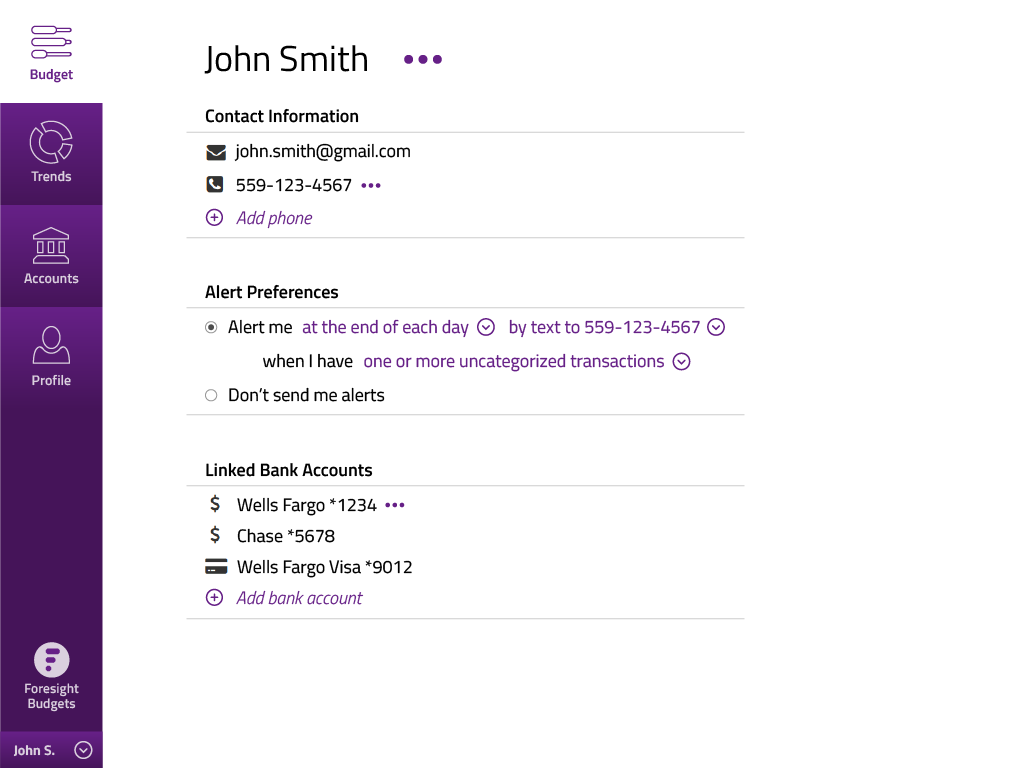 Budget
Trends
Accounts
Profile
Foresight
Budgets
John S.
John Smith
Contact Information
john.smith@gmail.com
559-123-4567
Add phone
Alert Preferences
Alert me at the end of each day by text to 559-123-4567
when I have one or more uncategorized transactions
Don’t send me alerts
Linked Bank Accounts
$ Wells Fargo *1234
$ Chase *5678
Wells Fargo Visa *9012
Add bank account